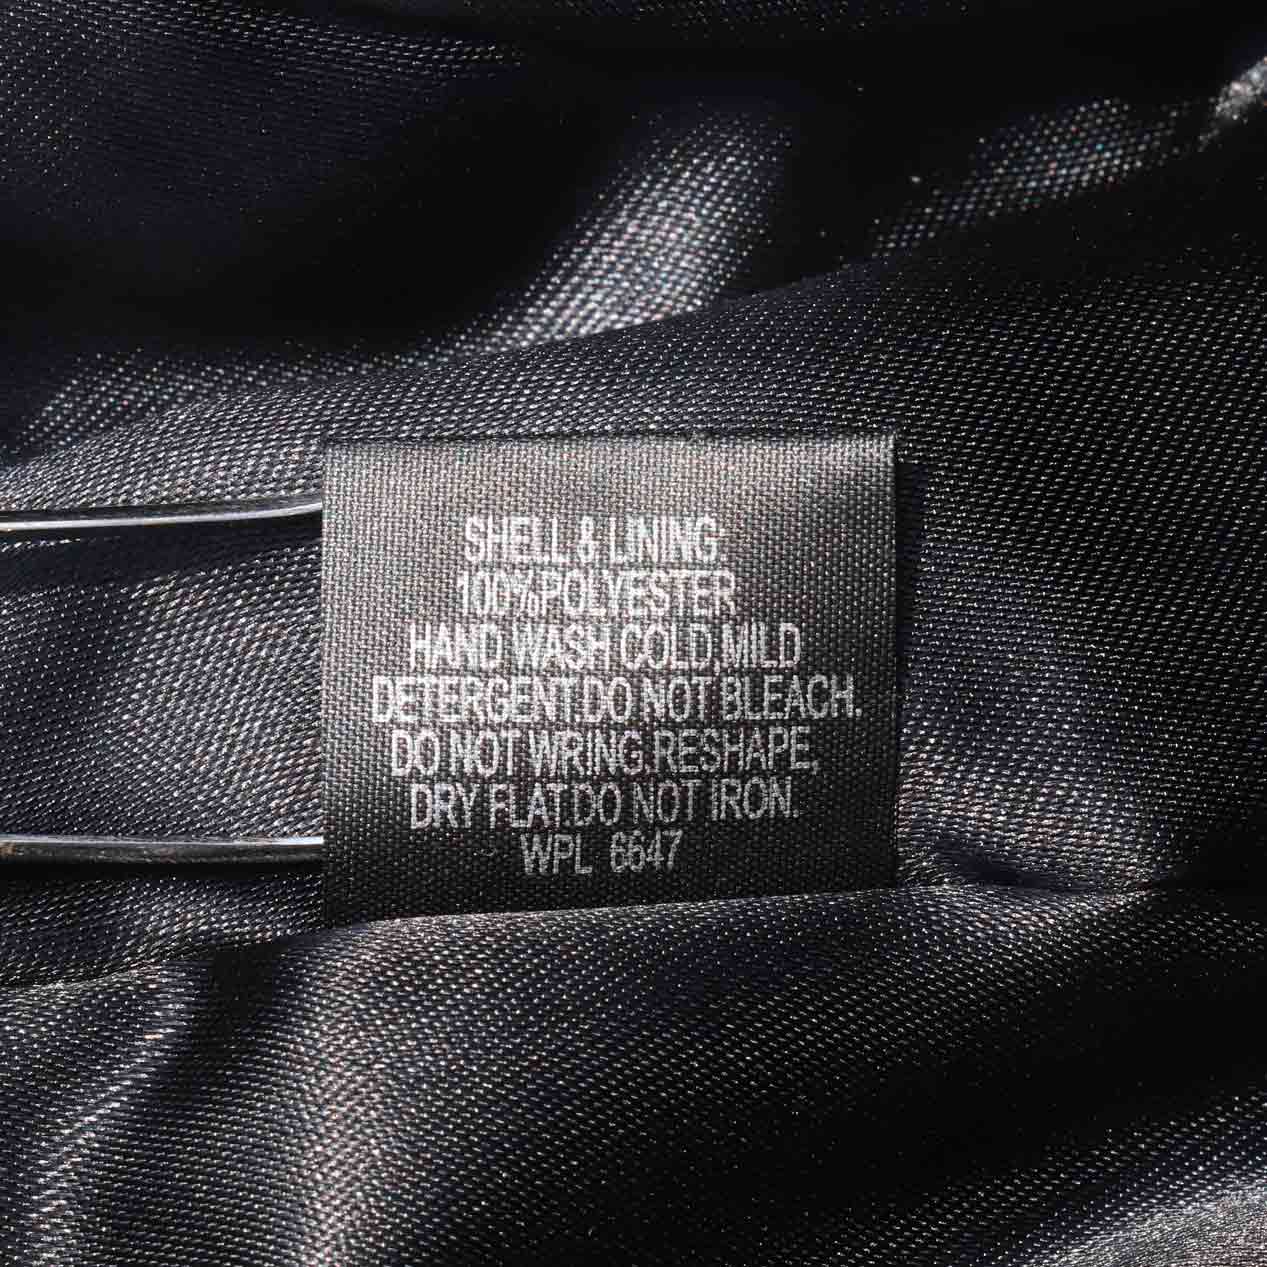 SHELL & LINING:
100%POLYESTER
HAND WASH COLD,MILD
DETERGENT.DO NOT BLEACH.
DO NOT WRING.RESHAPE,
DRY FLAT.DO NOT IRON.
WPL 6647